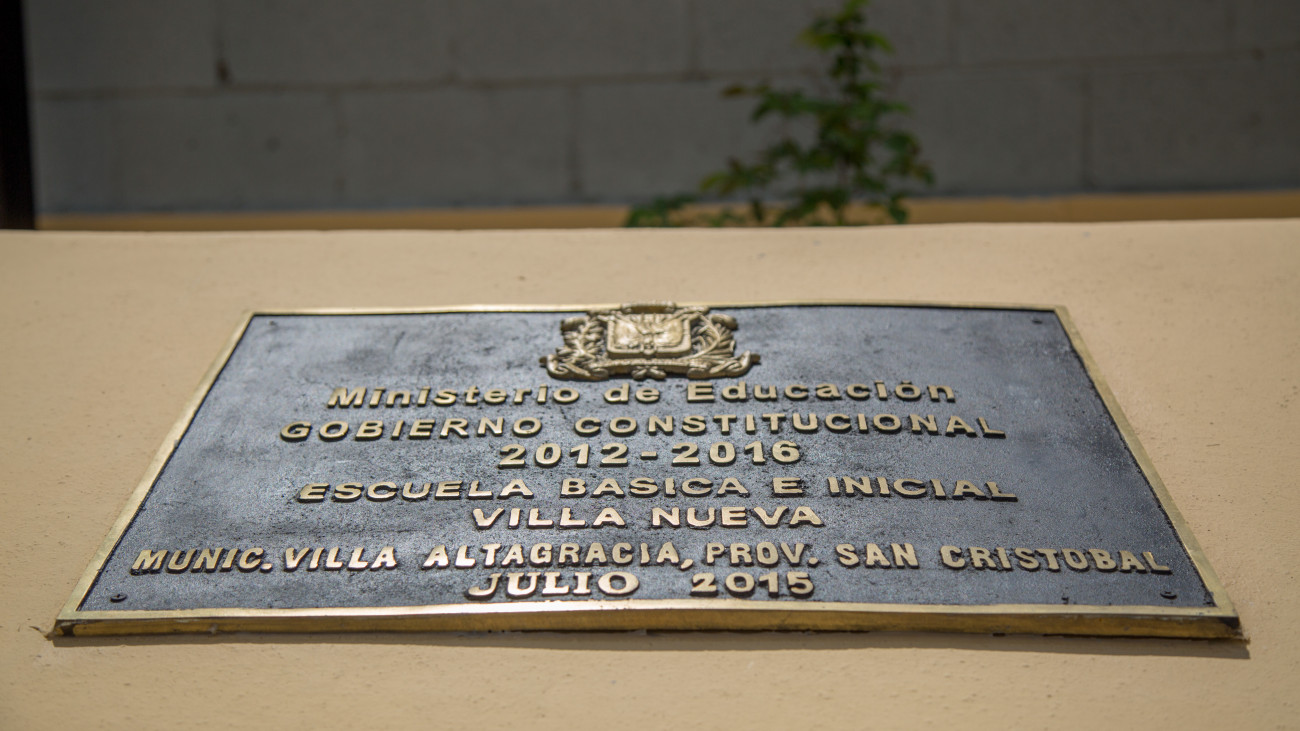 Ministerio de Educación
GOBIERNO CONSTITUCIONAL
2012-2016
ESCUELA BASICA E INICIAL
VILLA NUEVA
MUNIC. VILLA ALTAGRACIA, PROV. SAN CRISTOBAL
JULIO 2015